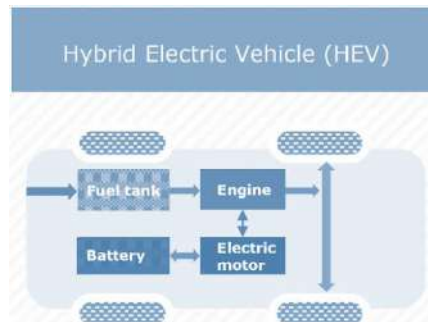 Hybrid Electric Vehicle (HEV)
Fuel tank
Engine
Battery
Electric
motor